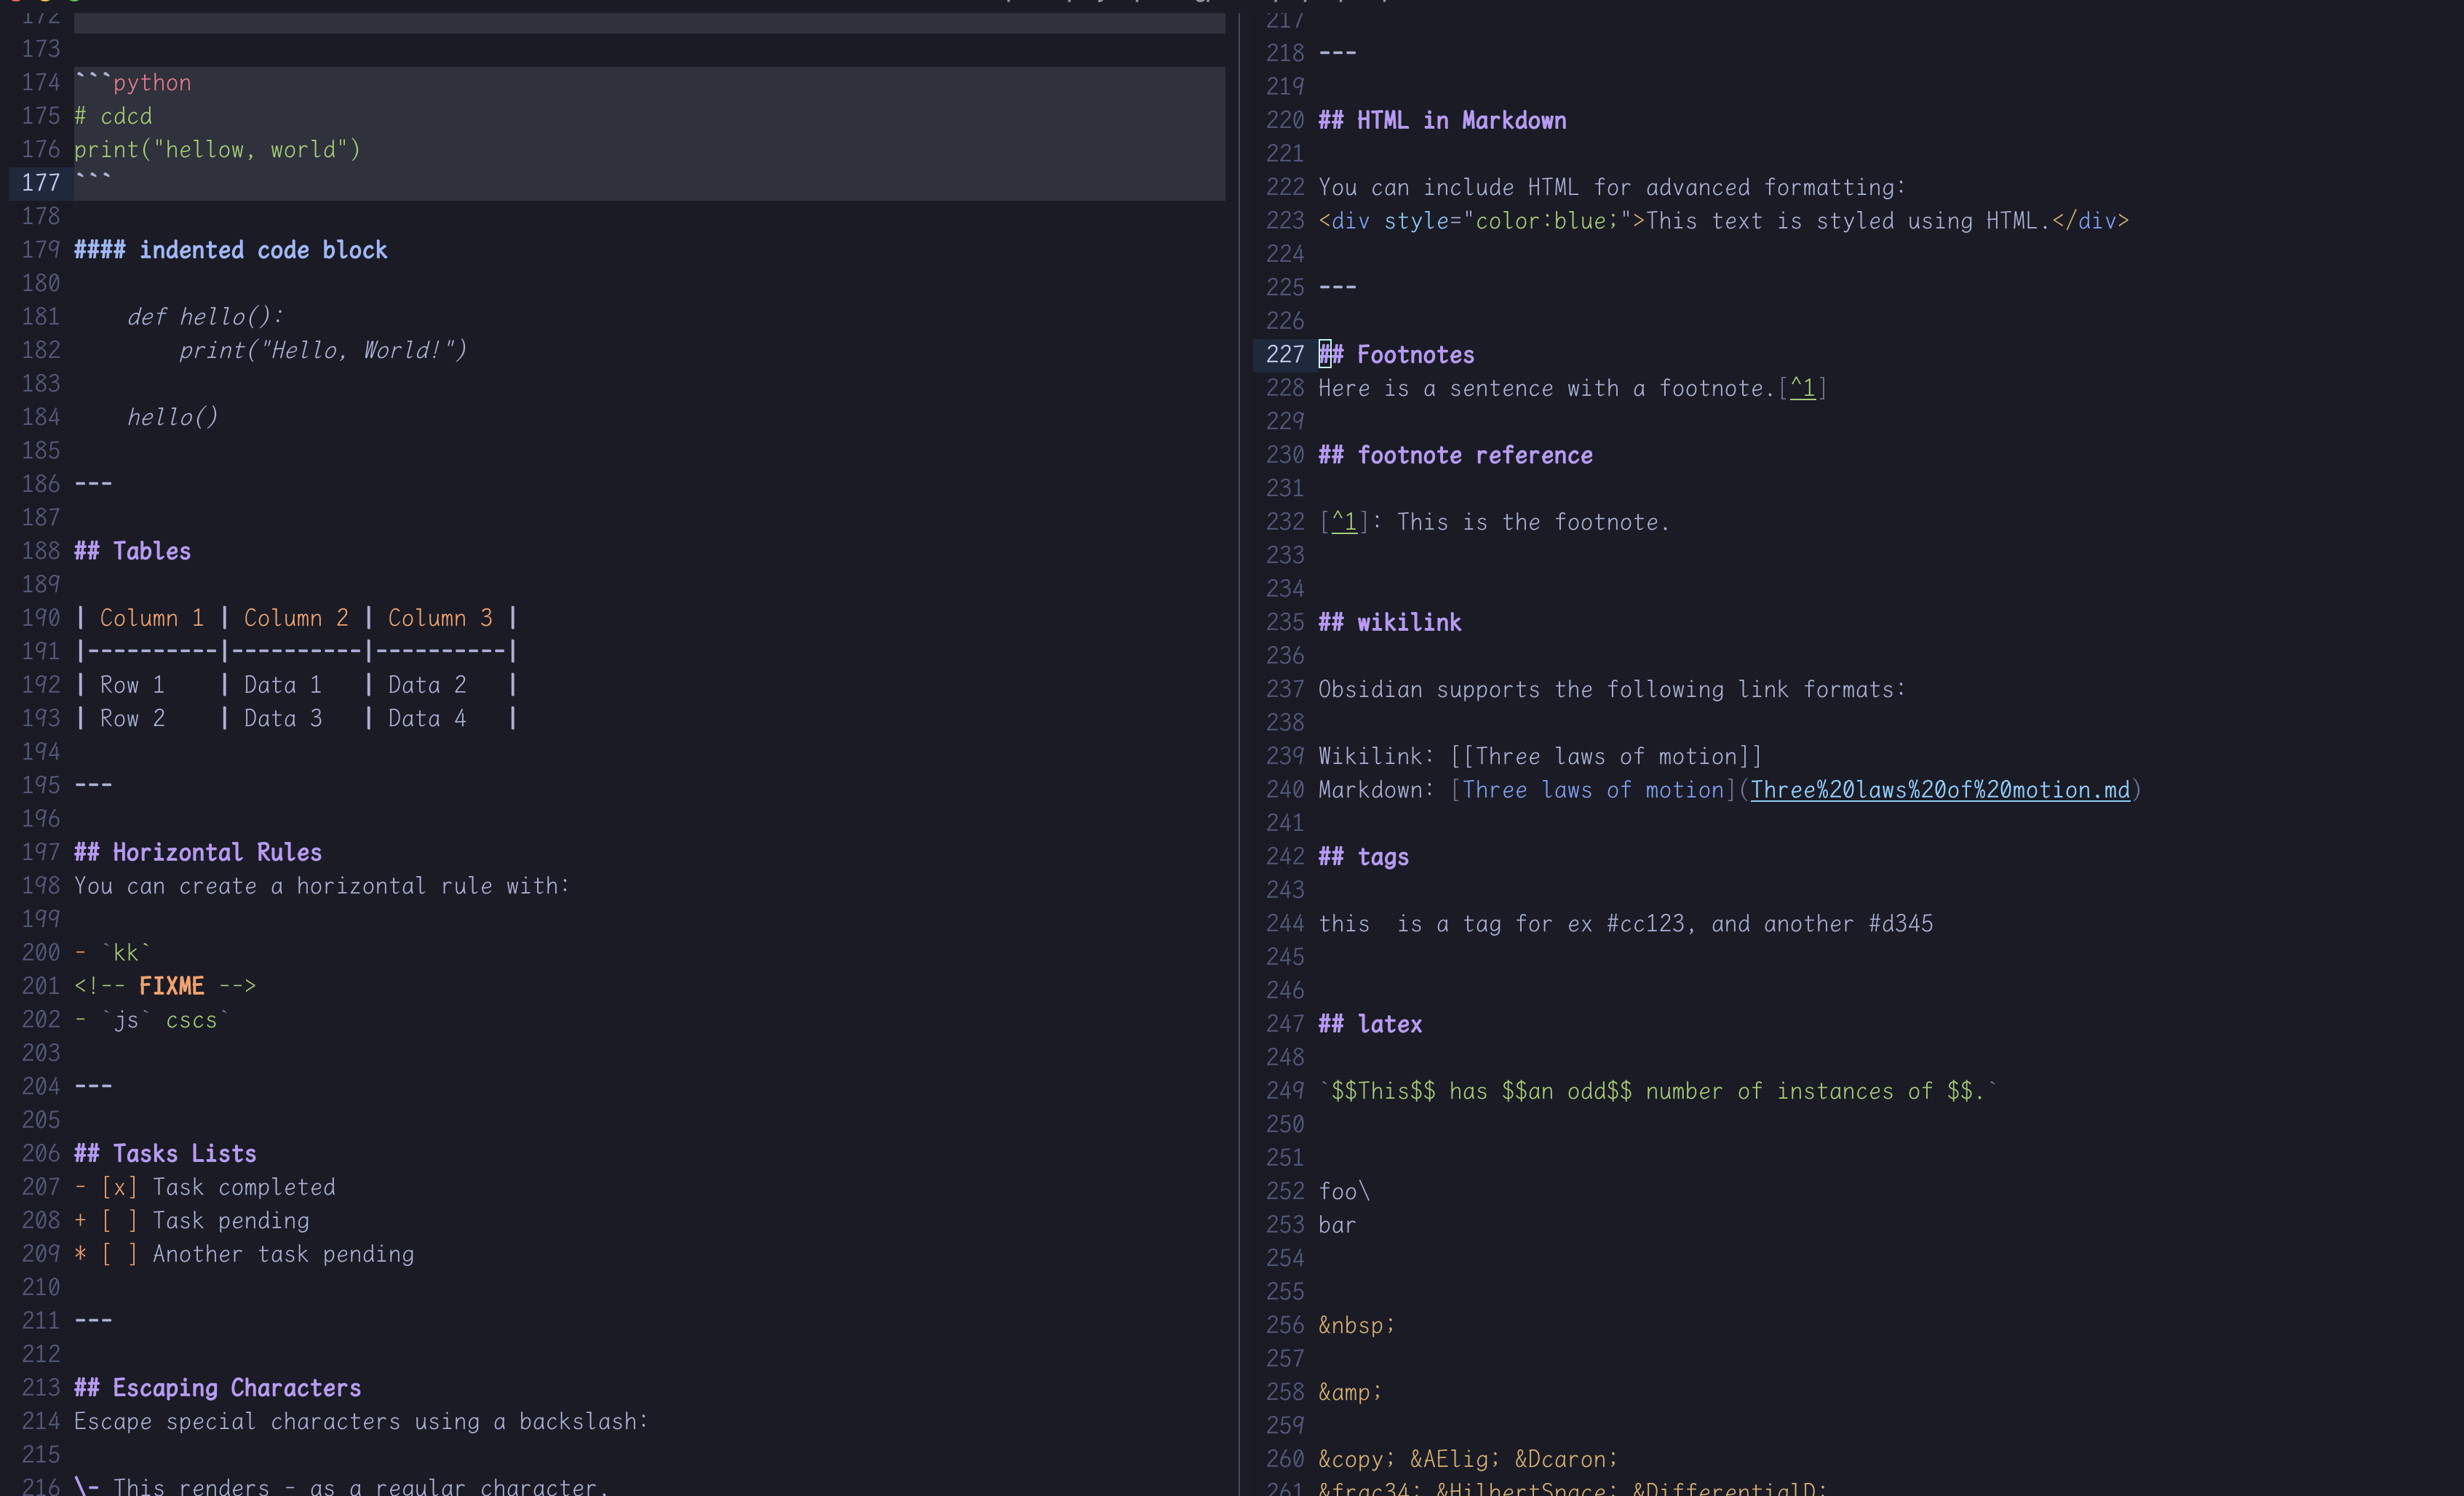 172
173
174 ```python
175 # cdcd
176 print("hellow, world")
177 ```
178
179 #### indented code block
180
181     def hello():
182         print("Hello, World!")
183
184     hello()
185
186 ---
187
188 ## Tables
189
190 | Column 1 | Column 2 | Column 3 |
191 |----------|----------|----------|
192 | Row 1    | Data 1   | Data 2   |
193 | Row 2    | Data 3   | Data 4   |
194
195 ---
196
197 ## Horizontal Rules
198 You can create a horizontal rule with:
199
200 - `kk`
201 <!-- FIXME -->
202 - `js` cscs`
203
204 ---
205
206 ## Tasks Lists
207 - [x] Task completed
208 + [ ] Task pending
209 * [ ] Another task pending
210
211 ---
212
213 ## Escaping Characters
214 Escape special characters using a backslash:
215
216 \- This renders - as a regular character.
217
218 ---
219
220 ## HTML in Markdown
221
222 You can include HTML for advanced formatting:
223 <div style="color:blue;">This text is styled using HTML.</div>
224
225 ---
226
227 ## Footnotes
228 Here is a sentence with a footnote.[^1]
229
230 ## footnote reference
231
232 [^1]: This is the footnote.
233
234
235 ## wikilink
236
237 Obsidian supports the following link formats:
238
239 Wikilink: [[Three laws of motion]]
240 Markdown: [Three laws of motion](Three%20laws%20of%20motion.md)
241
242 ## tags
243
244 this  is a tag for ex #cc123, and another #d345
245
246
247 ## latex
248
249 `$$This$$ has $$an odd$$ number of instances of $$.`
250
251
252 foo\
253 bar
254
255
256 &nbsp;
257
258 &amp;
259
260 &copy; &AElig; &Dcaron;
261 &frac34; &HilbertSpace; &DifferentialD;